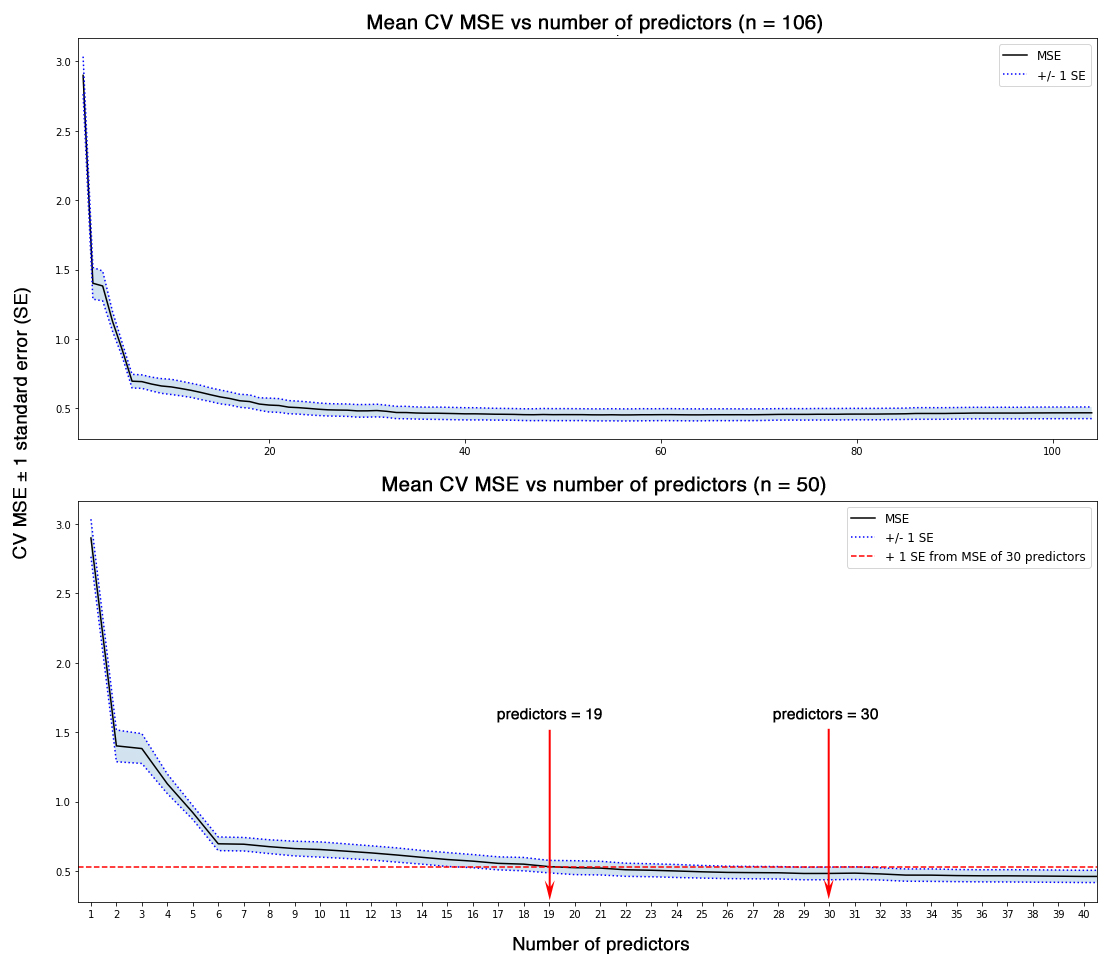 Mean CV MSE vs number of predictors (n = 106)
MSE
+/- 1 SE
3.0
2.5
2.0
1.5
1.0
0.5
20
40
60
80
100
CV MSE ± 1 standard error (SE)
Mean CV MSE vs number of predictors (n = 50)
MSE
+/- 1 SE
+ 1 SE from MSE of 30 predictors
3.0
2.5
2.0
1.5
1.0
0.5
predictors = 19
predictors = 30
1 2 3 4 5 6 7 8 9 10 11 12 13 14 15 16 17 18 19 20 21 22 23 24 25 26 27 28 29 30 31 32 33 34 35 36 37 38 39 40
Number of predictors